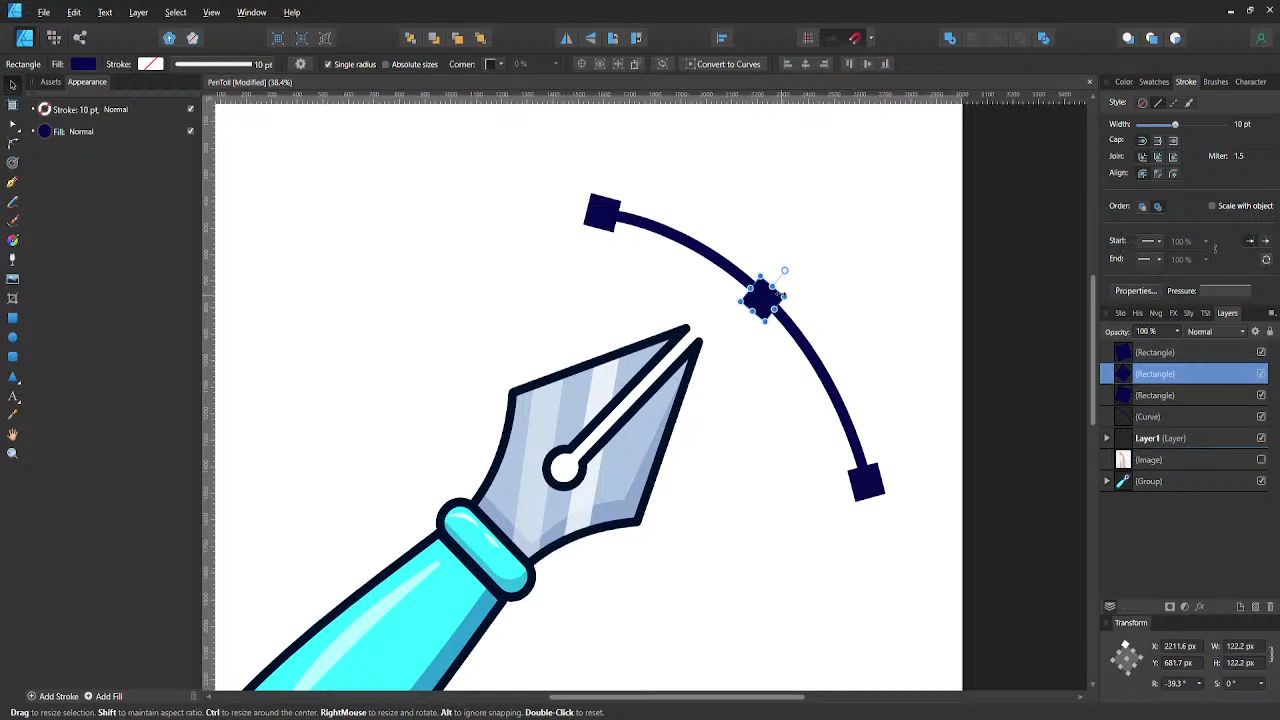 File Edit Text Layer Select View Window Help
Rectangle Fill: Stroke: 10 pt Single radius Absolute sizes Corner: 0 % Convert to Curves
Assets Appearance
PenToll [Modified] (38.4%)
Color Swatches Stroke Brushes Character
Stroke: 10 pt Normal
Fill: Normal
Style:
Width: 10 pt
Cap:
Join: Miter: 1.5
Align:
Order: Scale with object
Start: 100 %
End: 100 %
Properties... Pressure:
Sto His Nvg FX Sty TSt Layers
Opacity: 100 % Normal
(Rectangle)
(Rectangle)
(Rectangle)
(Curve)
Layer1 (Layer)
(Image)
(Group)
Transform
X: 2211.6 px W: 122.2 px
Y: 681.7 px H: 122.2 px
R: -39.3 ° S: 0 °
Add Stroke Add Fill
Drag to resize selection. Shift to maintain aspect ratio. Ctrl to resize around the center. RightMouse to resize and rotate. Alt to ignore snapping. Double-Click to reset.